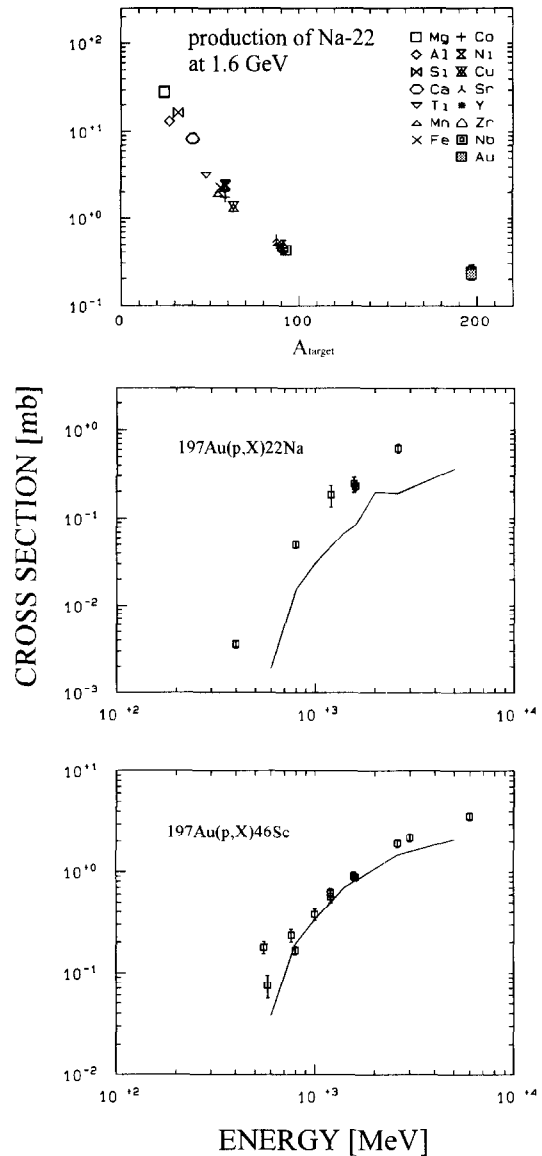 production of Na-22
at 1.6 GeV
Mg
Al
Si
Ca
Ti
Mn
Fe
Co
Ni
Cu
Sr
Y
Zr
Nb
Au
10+2
10+1
10+0
10-1
0
100
200
Atarget
CROSS SECTION [mb]
197Au(p,X)22Na
10+0
10-1
10-2
10-3
10+2
10+3
10+4
197Au(p,X)46Sc
10+1
10+0
10-1
10-2
10+2
10+3
10+4
ENERGY [MeV]